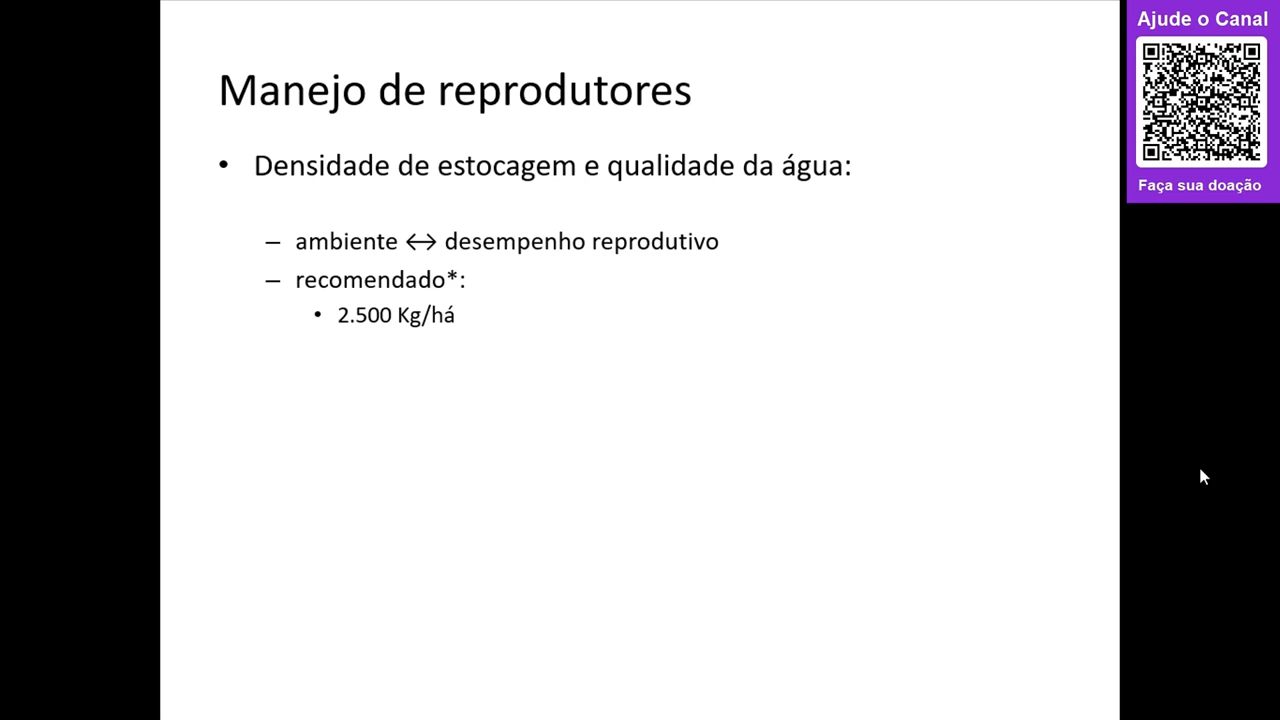 Manejo de reprodutores
• Densidade de estocagem e qualidade da água:
– ambiente ↔ desempenho reprodutivo
– recomendado*:
• 2.500 Kg/há
Ajude o Canal
Faça sua doação